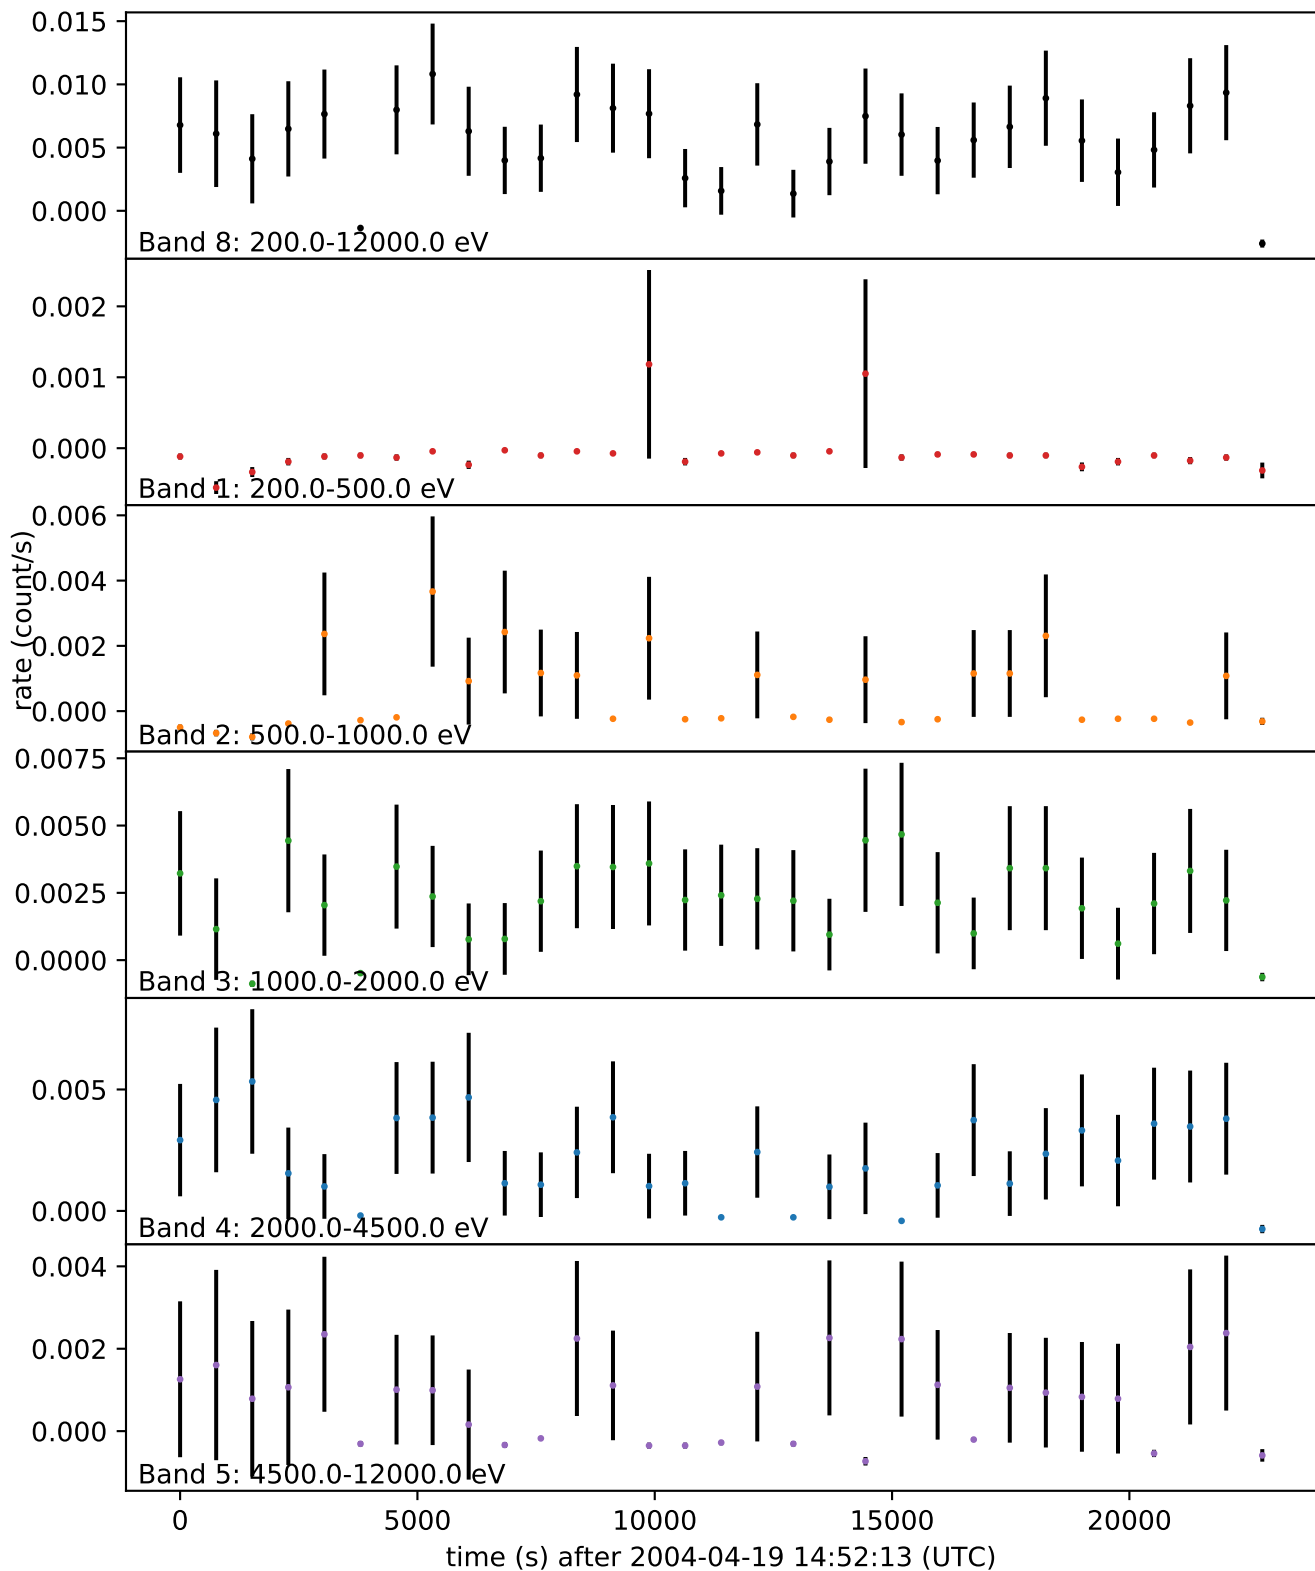 0.015
0.010
0.005
0.000
Band 8: 200.0-12000.0 eV
0.002
0.001
0.000
Band 1: 200.0-500.0 eV
rate (count/s)
0.006
0.004
0.002
0.000
Band 2: 500.0-1000.0 eV
0.0075
0.0050
0.0025
0.0000
Band 3: 1000.0-2000.0 eV
0.005
0.000
Band 4: 2000.0-4500.0 eV
0.004
0.002
0.000
Band 5: 4500.0-12000.0 eV
0 5000 10000 15000 20000
time (s) after 2004-04-19 14:52:13 (UTC)